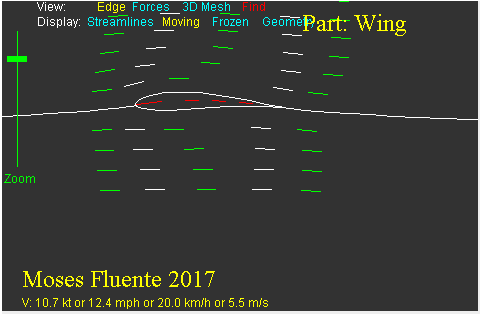 View: Edge Forces 3D Mesh Find
Display: Streamlines Moving Frozen Geometry
Part: Wing
Zoom
Moses Fluente 2017
V: 10.7 kt or 12.4 mph or 20.0 km/h or 5.5 m/s